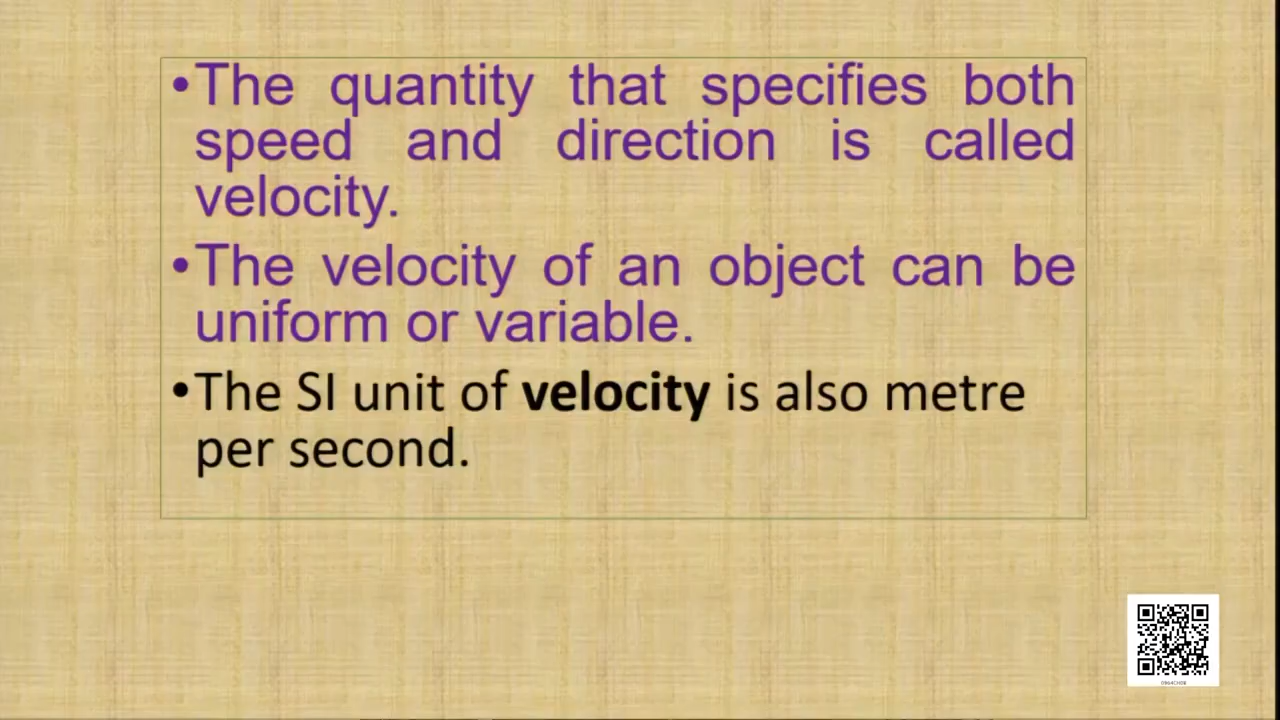 •The quantity that specifies both
speed and direction is called
velocity.
•The velocity of an object can be
uniform or variable.
•The SI unit of velocity is also metre
per second.